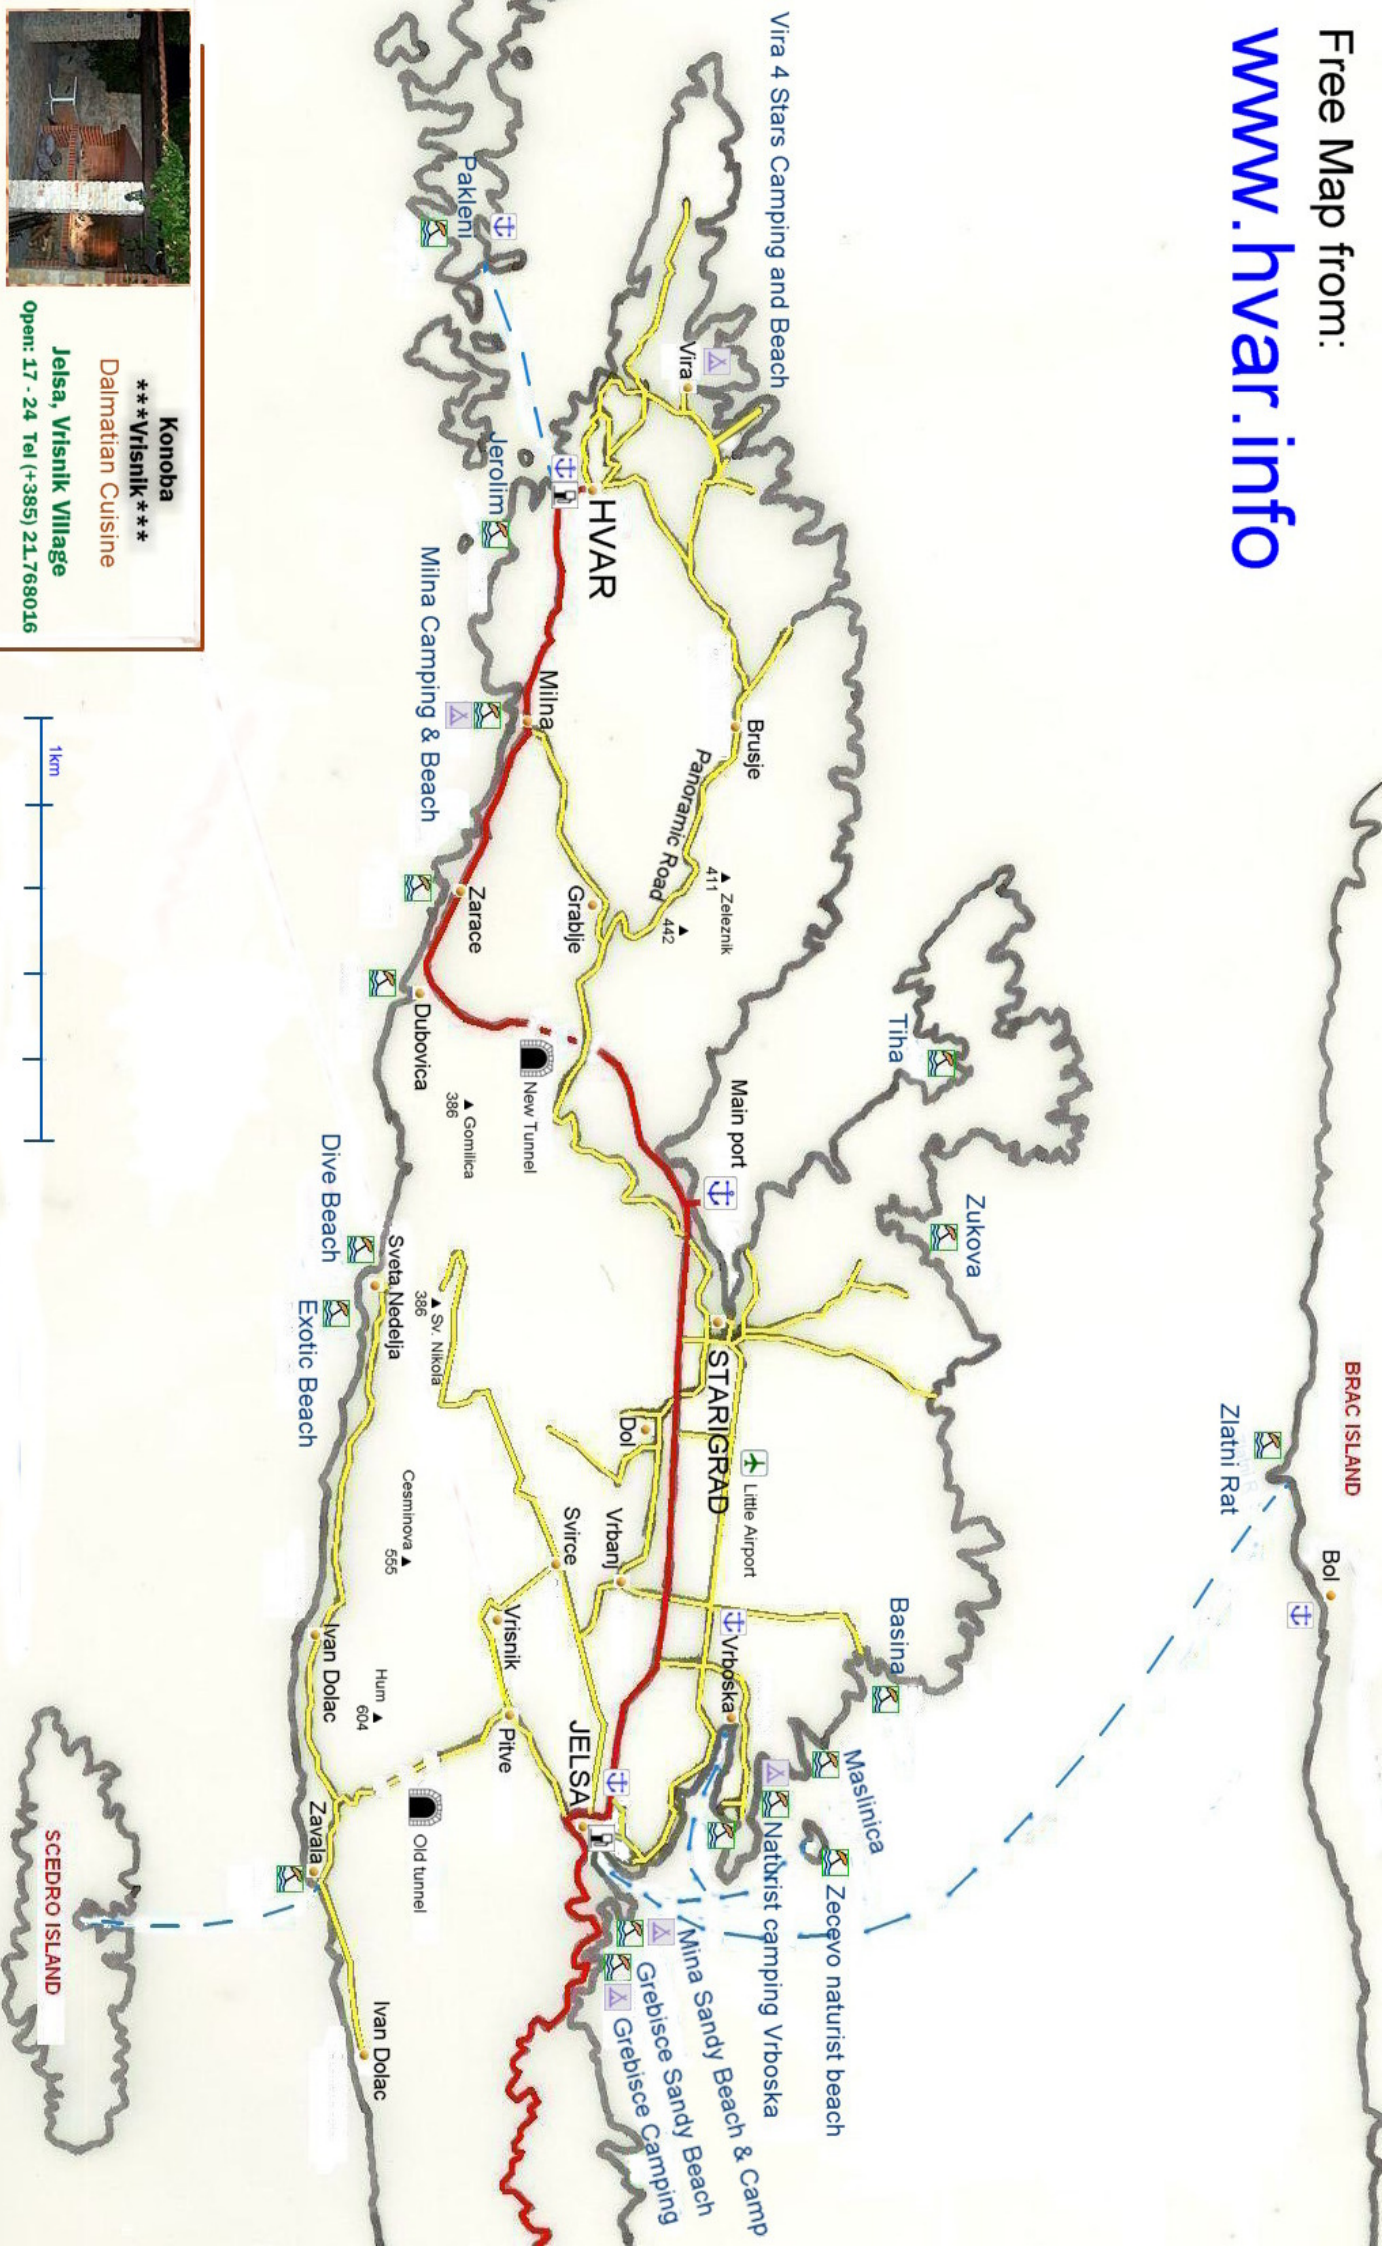 Free Map from:
www.hvar.info
Vira 4 Stars Camping and Beach
BRAC ISLAND
Zlatni Rat
Bol
Vira
Pakleni
Jerolim
HVAR
Milna
Milna Camping & Beach
Brusje
Panoramic Road
411
Zeleznik
442
Grablje
Zarace
Dubovica
Tiha
Zukova
Main port
New Tunnel
Gomilica
386
Dive Beach
Sveta Nedelja
Exotic Beach
Sv. Nikola
386
STARIGRAD
Dol
Little Airport
Vrbanj
Svirce
Vrisnik
Pitve
Cesminova
555
Hum
604
Ivan Dolac
Basina
Vrboska
Maslinica
JELSA
Old tunnel
Zavala
Naturist camping Vrboska
Zecevo naturist beach
Mina Sandy Beach & Camp
Grebisce Sandy Beach
Grebisce Camping
Ivan Dolac
SCEDRO ISLAND
1km
Konoba
***Vrisnik***
Dalmatian Cuisine
Jelsa, Vrisnik Village
Open: 17 - 24 Tel (+385) 21.768016